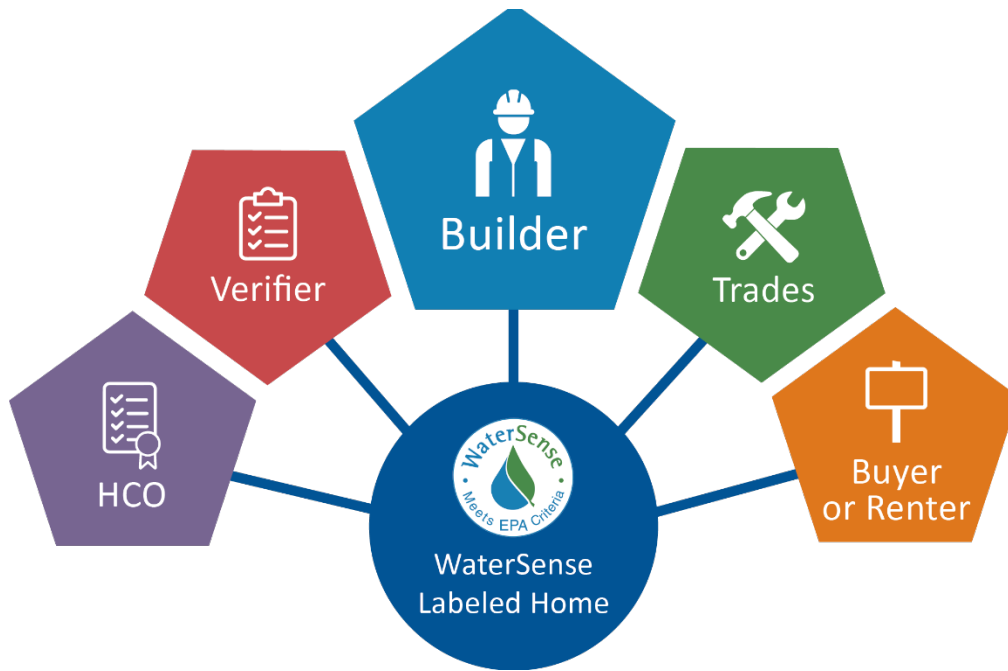 Builder
Verifier
Trades
HCO
Buyer
or Renter
WaterSense
• Meets EPA Criteria •
WaterSense
Labeled Home